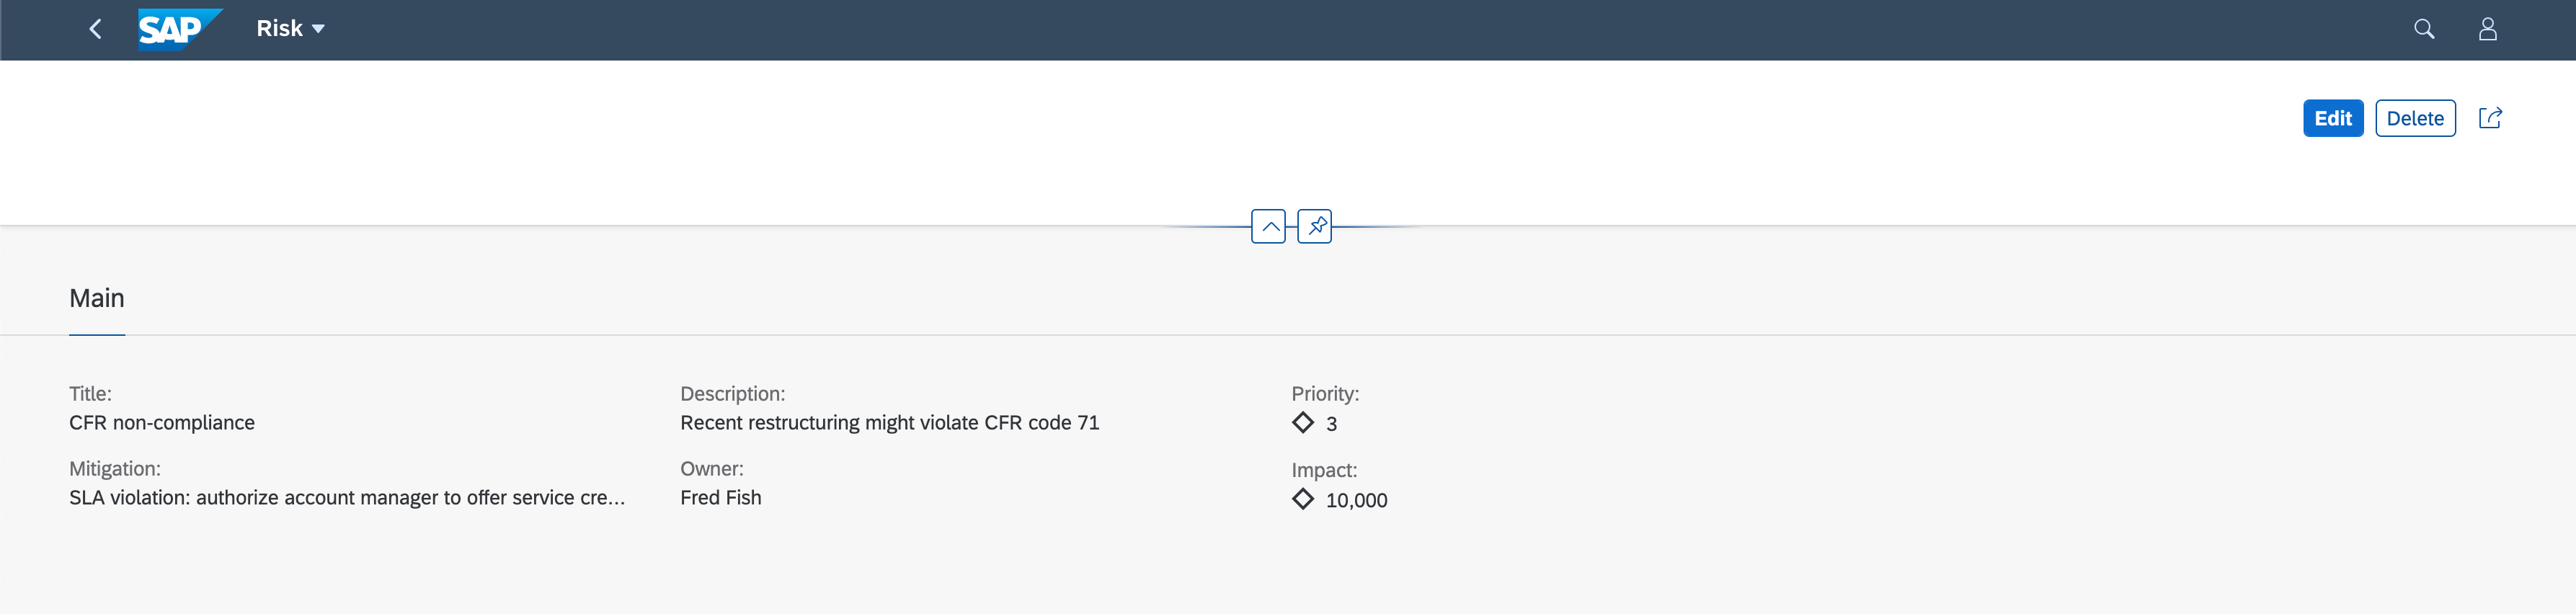 SAP
Risk
Edit
Delete
Main
Title:
CFR non-compliance
Description:
Recent restructuring might violate CFR code 71
Priority:
3
Mitigation:
SLA violation: authorize account manager to offer service cre...
Owner:
Fred Fish
Impact:
10,000